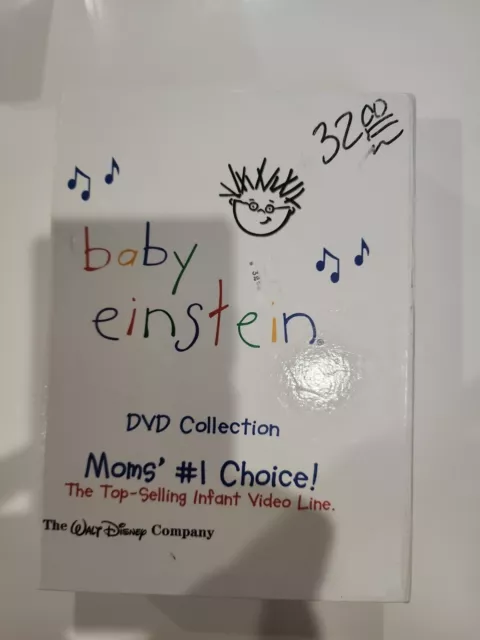 32.00
baby
einstein
DVD Collection
Moms' #1 Choice!
The Top-Selling Infant Video Line.
The WALT DISNEY Company